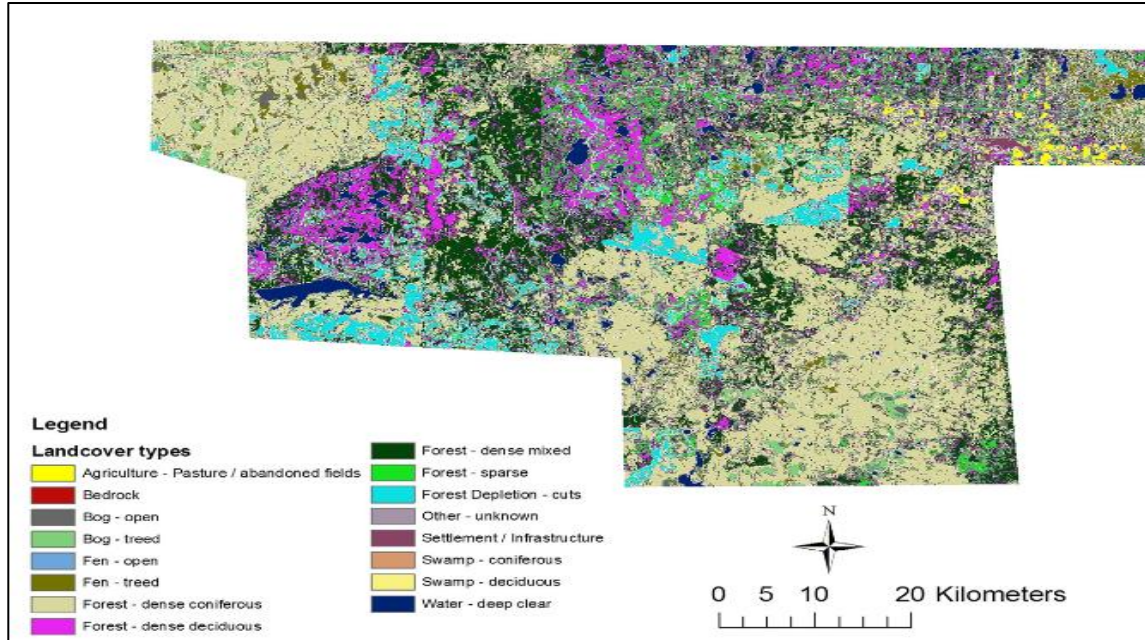 Legend
Landcover types
Agriculture - Pasture / abandoned fields
Bedrock
Bog - open
Bog - treed
Fen - open
Fen - treed
Forest - dense coniferous
Forest - dense deciduous
Forest - dense mixed
Forest - sparse
Forest Depletion - cuts
Other - unknown
Settlement / Infrastructure
Swamp - coniferous
Swamp - deciduous
Water - deep clear
N
0 5 10 20 Kilometers